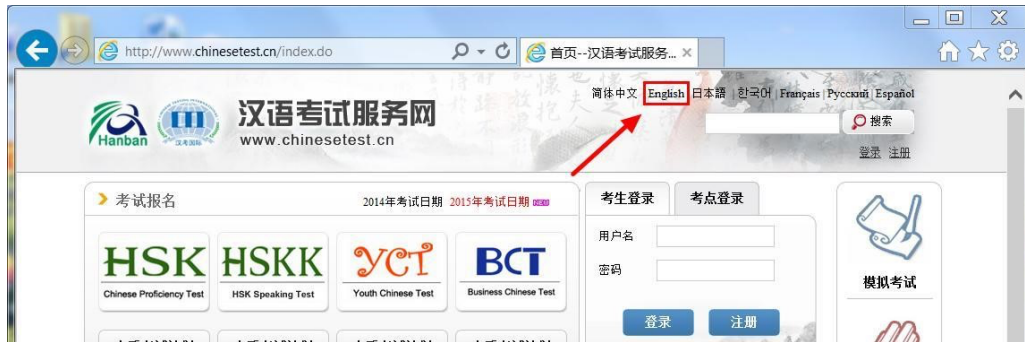 http://www.chinesetest.cn/index.do
首页--汉语考试服务...
简体中文 | English | 日本語 | 한국어 | Français | Русский | Español
Hanban
汉考国际
汉语考试服务网
www.chinesetest.cn
搜索
登录 注册
考试报名
2014年考试日期 2015年考试日期
考生登录 考点登录
HSK
Chinese Proficiency Test
HSKK
HSK Speaking Test
YCT
Youth Chinese Test
BCT
Business Chinese Test
用户名
密码
登录 注册
模拟考试